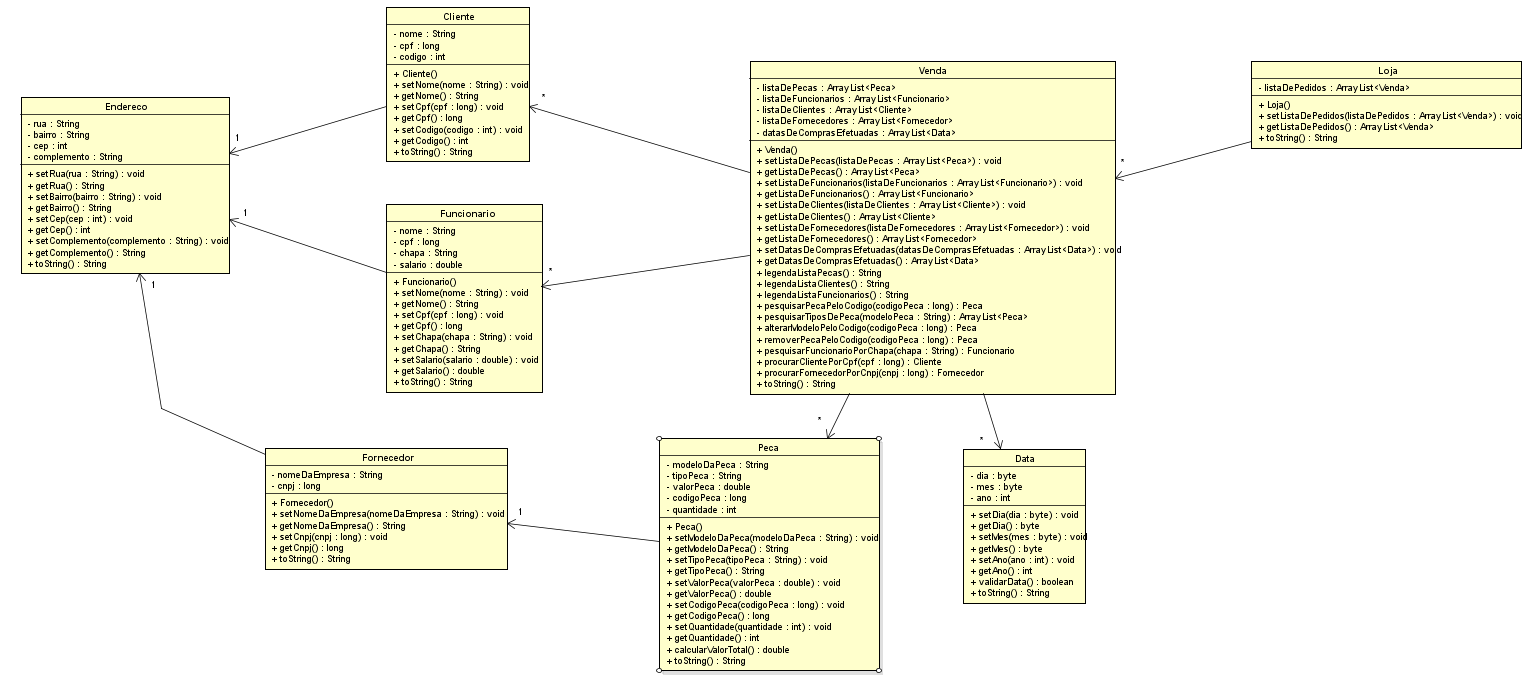 Cliente
- nome : String
- cpf : long
- codigo : int
+ Cliente()
+ setNome(nome : String) : void
+ getNome() : String
+ setCpf(cpf : long) : void
+ getCpf() : long
+ setCodigo(codigo : int) : void
+ getCodigo() : int
+ toString() : String
*
Venda
- listaDePecas : ArrayList<Peca>
- listaDeFuncionarios : ArrayList<Funcionario>
- listaDeClientes : ArrayList<Cliente>
- listaDeFornecedores : ArrayList<Fornecedor>
- datasDeComprasEfetuadas : ArrayList<Data>
+ Venda()
+ setListaDePecas(listaDePecas : ArrayList<Peca>) : void
+ getListaDePecas() : ArrayList<Peca>
+ setListaDeFuncionarios(listaDeFuncionarios : ArrayList<Funcionario>) : void
+ getListaDeFuncionarios() : ArrayList<Funcionario>
+ setListaDeClientes(listaDeClientes : ArrayList<Cliente>) : void
+ getListaDeClientes() : ArrayList<Cliente>
+ setListaDeFornecedores(listaDeFornecedores : ArrayList<Fornecedor>) : void
+ getListaDeFornecedores() : ArrayList<Fornecedor>
+ setDatasDeComprasEfetuadas(datasDeComprasEfetuadas : ArrayList<Data>) : void
+ getDatasDeComprasEfetuadas() : ArrayList<Data>
+ legendaListaPecas() : String
+ legendaListaClientes() : String
+ legendaListaFuncionarios() : String
+ pesquisarPecaPeloCodigo(codigoPeca : long) : Peca
+ pesquisarTiposDePeca(modeloPeca : String) : ArrayList<Peca>
+ alterarModeloPeloCodigo(codigoPeca : long) : Peca
+ removerPecaPeloCodigo(codigoPeca : long) : Peca
+ pesquisarFuncionarioPorChapa(chapa : String) : Funcionario
+ procurarClientePorCpf(cpf : long) : Cliente
+ procurarFornecedorPorCnpj(cnpj : long) : Fornecedor
+ toString() : String
Loja
- listaDePedidos : ArrayList<Venda>
+ Loja()
+ setListaDePedidos(listaDePedidos : ArrayList<Venda>) : void
+ getListaDePedidos() : ArrayList<Venda>
+ toString() : String
*
Endereco
- rua : String
- bairro : String
- cep : int
- complemento : String
+ setRua(rua : String) : void
+ getRua() : String
+ setBairro(bairro : String) : void
+ getBairro() : String
+ setCep(cep : int) : void
+ getCep() : int
+ setComplemento(complemento : String) : void
+ getComplemento() : String
+ toString() : String
1
1
1
Funcionario
- nome : String
- cpf : long
- chapa : String
- salario : double
+ Funcionario()
+ setNome(nome : String) : void
+ getNome() : String
+ setCpf(cpf : long) : void
+ getCpf() : long
+ setChapa(chapa : String) : void
+ getChapa() : String
+ setSalario(salario : double) : void
+ getSalario() : double
+ toString() : String
*
Fornecedor
- nomeDaEmpresa : String
- cnpj : long
+ Fornecedor()
+ setNomeDaEmpresa(nomeDaEmpresa : String) : void
+ getNomeDaEmpresa() : String
+ setCnpj(cnpj : long) : void
+ getCnpj() : long
+ toString() : String
1
*
Peca
- modeloDaPeca : String
- tipoPeca : String
- valorPeca : double
- codigoPeca : long
- quantidade : int
+ Peca()
+ setModeloDaPeca(modeloDaPeca : String) : void
+ getModeloDaPeca() : String
+ setTipoPeca(tipoPeca : String) : void
+ getTipoPeca() : String
+ setValorPeca(valorPeca : double) : void
+ getValorPeca() : double
+ setCodigoPeca(codigoPeca : long) : void
+ getCodigoPeca() : long
+ setQuantidade(quantidade : int) : void
+ getQuantidade() : int
+ calcularValorTotal() : double
+ toString() : String
*
Data
- dia : byte
- mes : byte
- ano : int
+ setDia(dia : byte) : void
+ getDia() : byte
+ setMes(mes : byte) : void
+ getMes() : byte
+ setAno(ano : int) : void
+ getAno() : int
+ validarData() : boolean
+ toString() : String